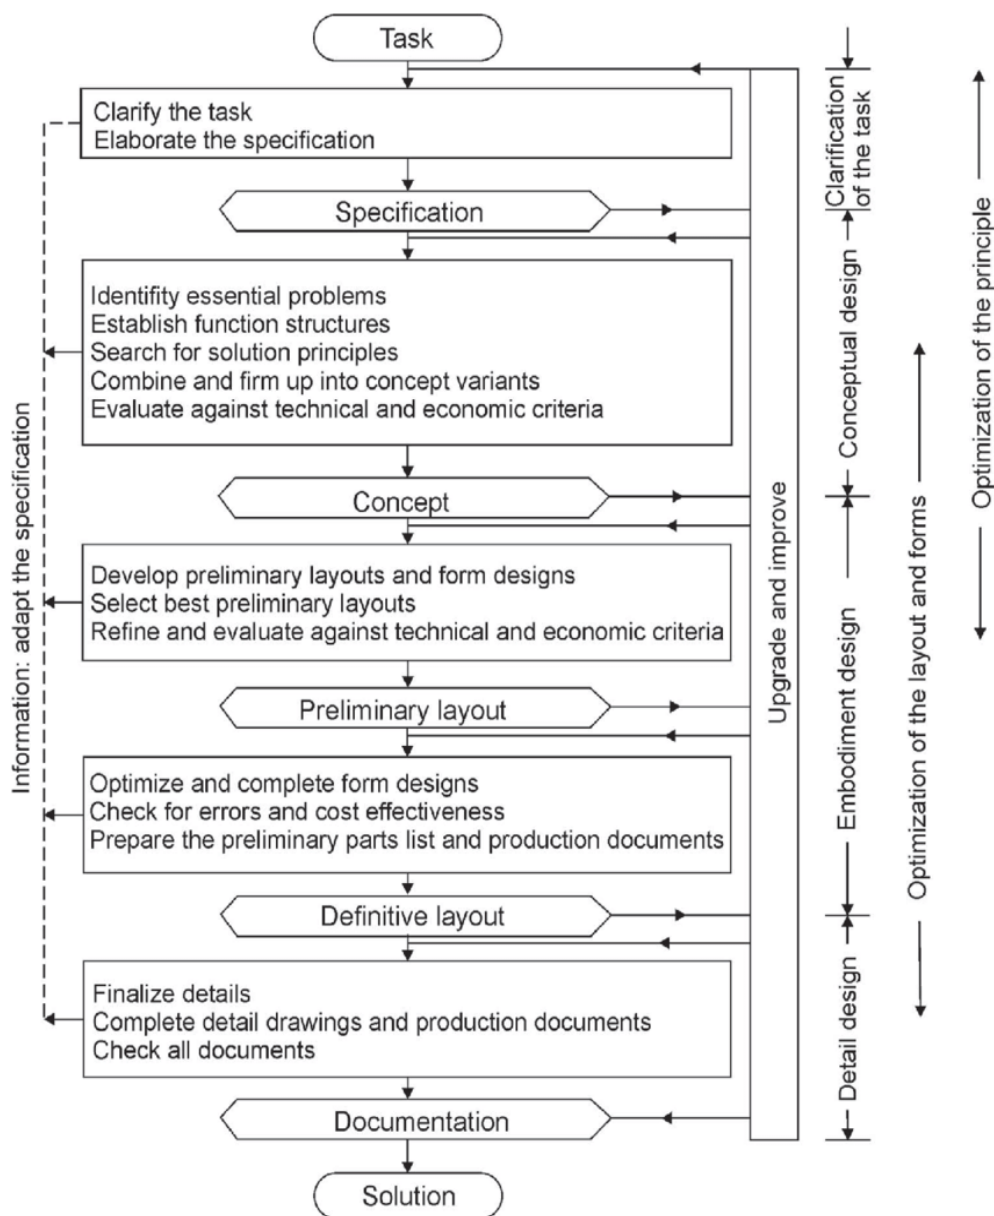 Task
Clarify the task
Elaborate the specification
Specification
Identifity essential problems
Establish function structures
Search for solution principles
Combine and firm up into concept variants
Evaluate against technical and economic criteria
Concept
Develop preliminary layouts and form designs
Select best preliminary layouts
Refine and evaluate against technical and economic criteria
Preliminary layout
Optimize and complete form designs
Check for errors and cost effectiveness
Prepare the preliminary parts list and production documents
Definitive layout
Finalize details
Complete detail drawings and production documents
Check all documents
Documentation
Solution
Information: adapt the specification
Upgrade and improve
Clarification
of the task
Conceptual design
Embodiment design
Detail design
Optimization of the layout and forms
Optimization of the principle